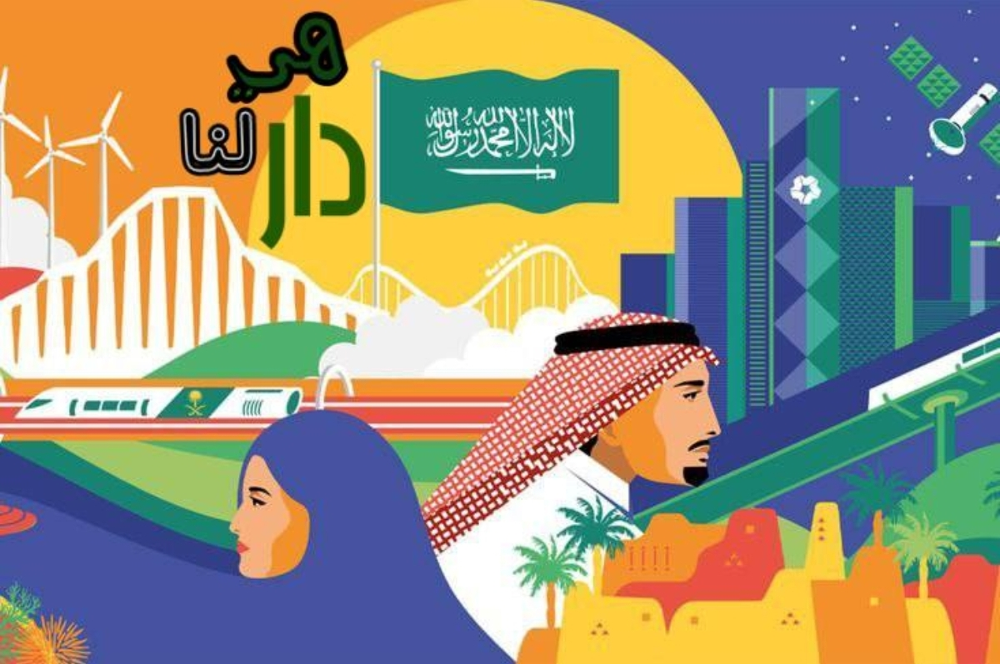 هي
لنا دار
لا إله إلا الله محمد رسول الله